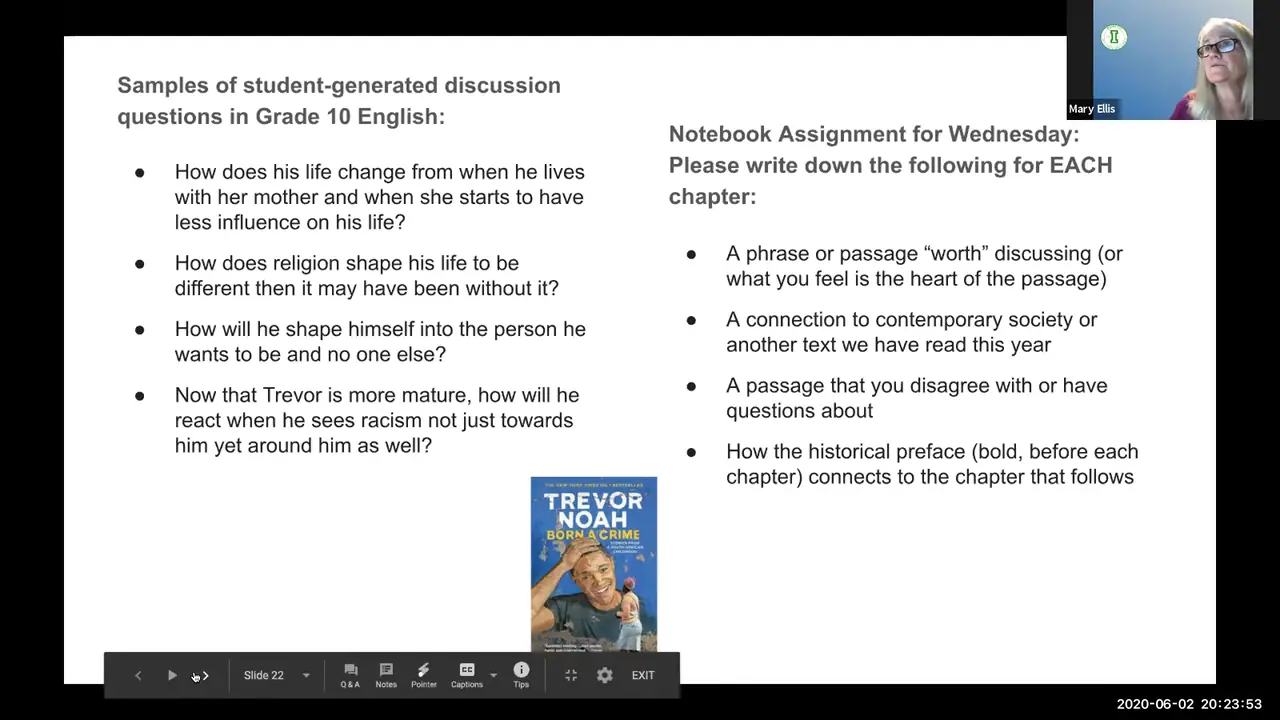 Samples of student-generated discussion
questions in Grade 10 English:
How does his life change from when he lives
with her mother and when she starts to have
less influence on his life?
How does religion shape his life to be
different then it may have been without it?
How will he shape himself into the person he
wants to be and no one else?
Now that Trevor is more mature, how will he
react when he sees racism not just towards
him yet around him as well?
Notebook Assignment for Wednesday:
Please write down the following for EACH
chapter:
A phrase or passage “worth” discussing (or
what you feel is the heart of the passage)
A connection to contemporary society or
another text we have read this year
A passage that you disagree with or have
questions about
How the historical preface (bold, before each
chapter) connects to the chapter that follows
TREVOR
NOAH
BORN A CRIME
I
Mary Ellis
Slide 22
Q & A
Notes
Pointer
CC
Captions
Tips
EXIT
2020-06-02 20:23:53